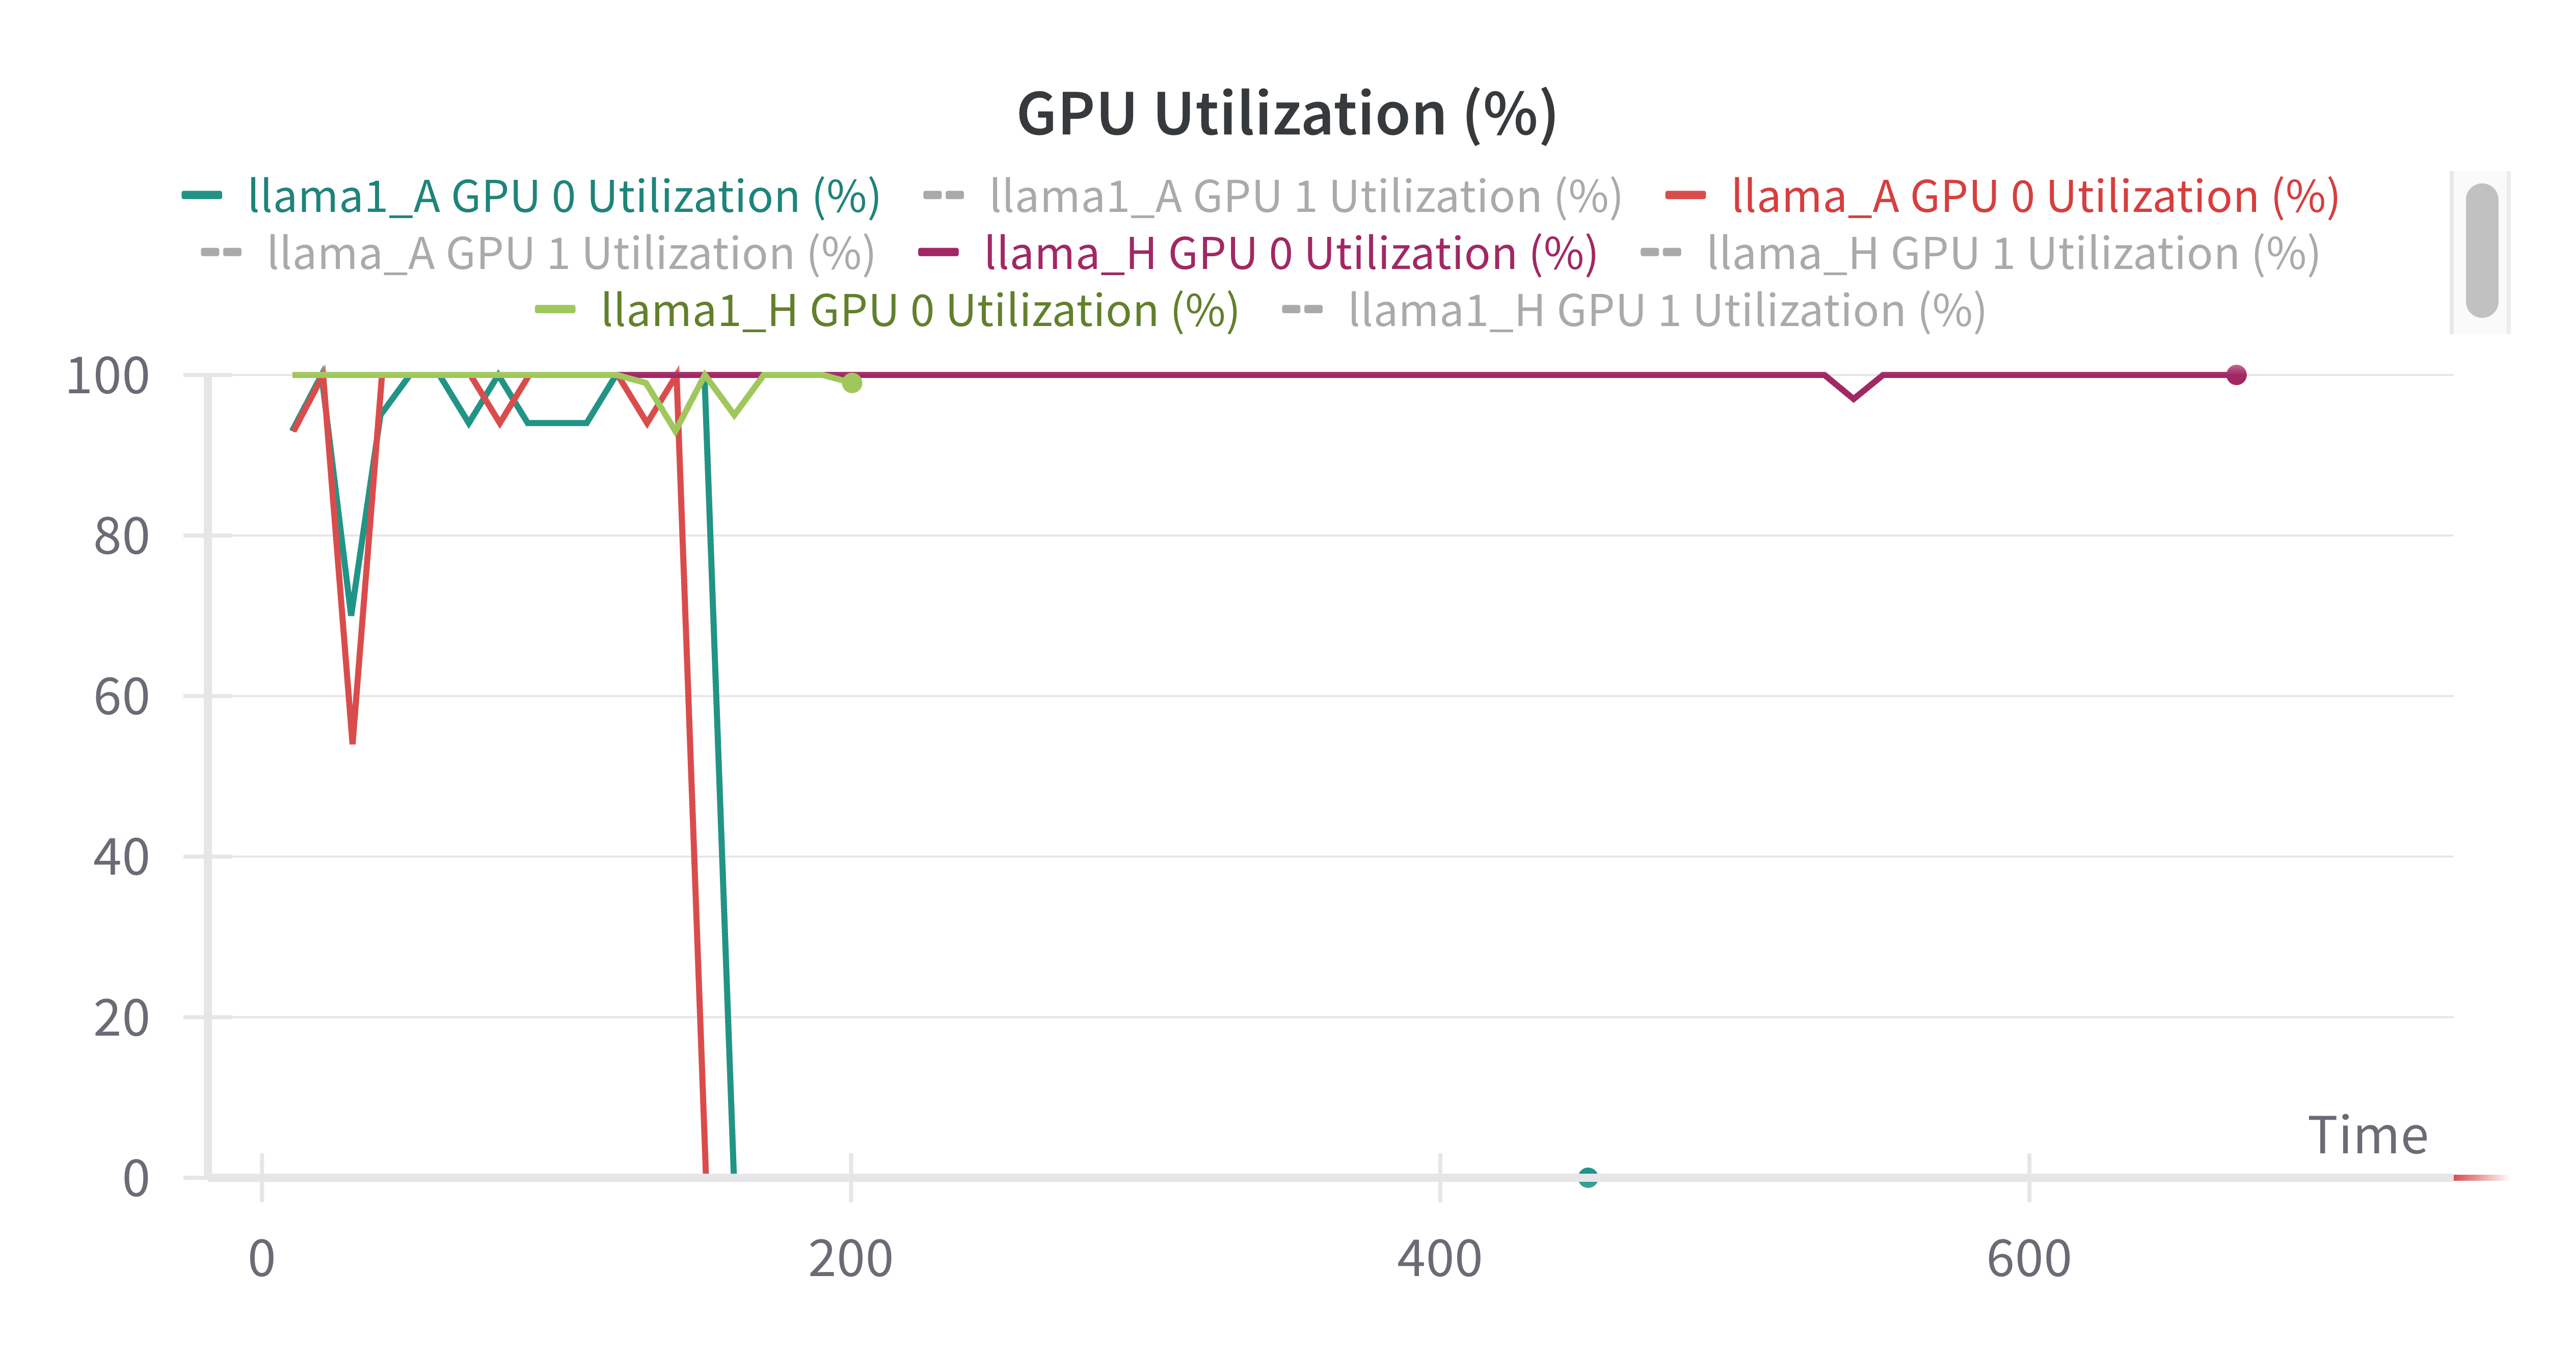 GPU Utilization (%)
llama1_A GPU 0 Utilization (%) llama1_A GPU 1 Utilization (%) llama_A GPU 0 Utilization (%)
llama_A GPU 1 Utilization (%) llama_H GPU 0 Utilization (%) llama_H GPU 1 Utilization (%)
llama1_H GPU 0 Utilization (%) llama1_H GPU 1 Utilization (%)
100
80
60
40
20
Time
0
0 200 400 600